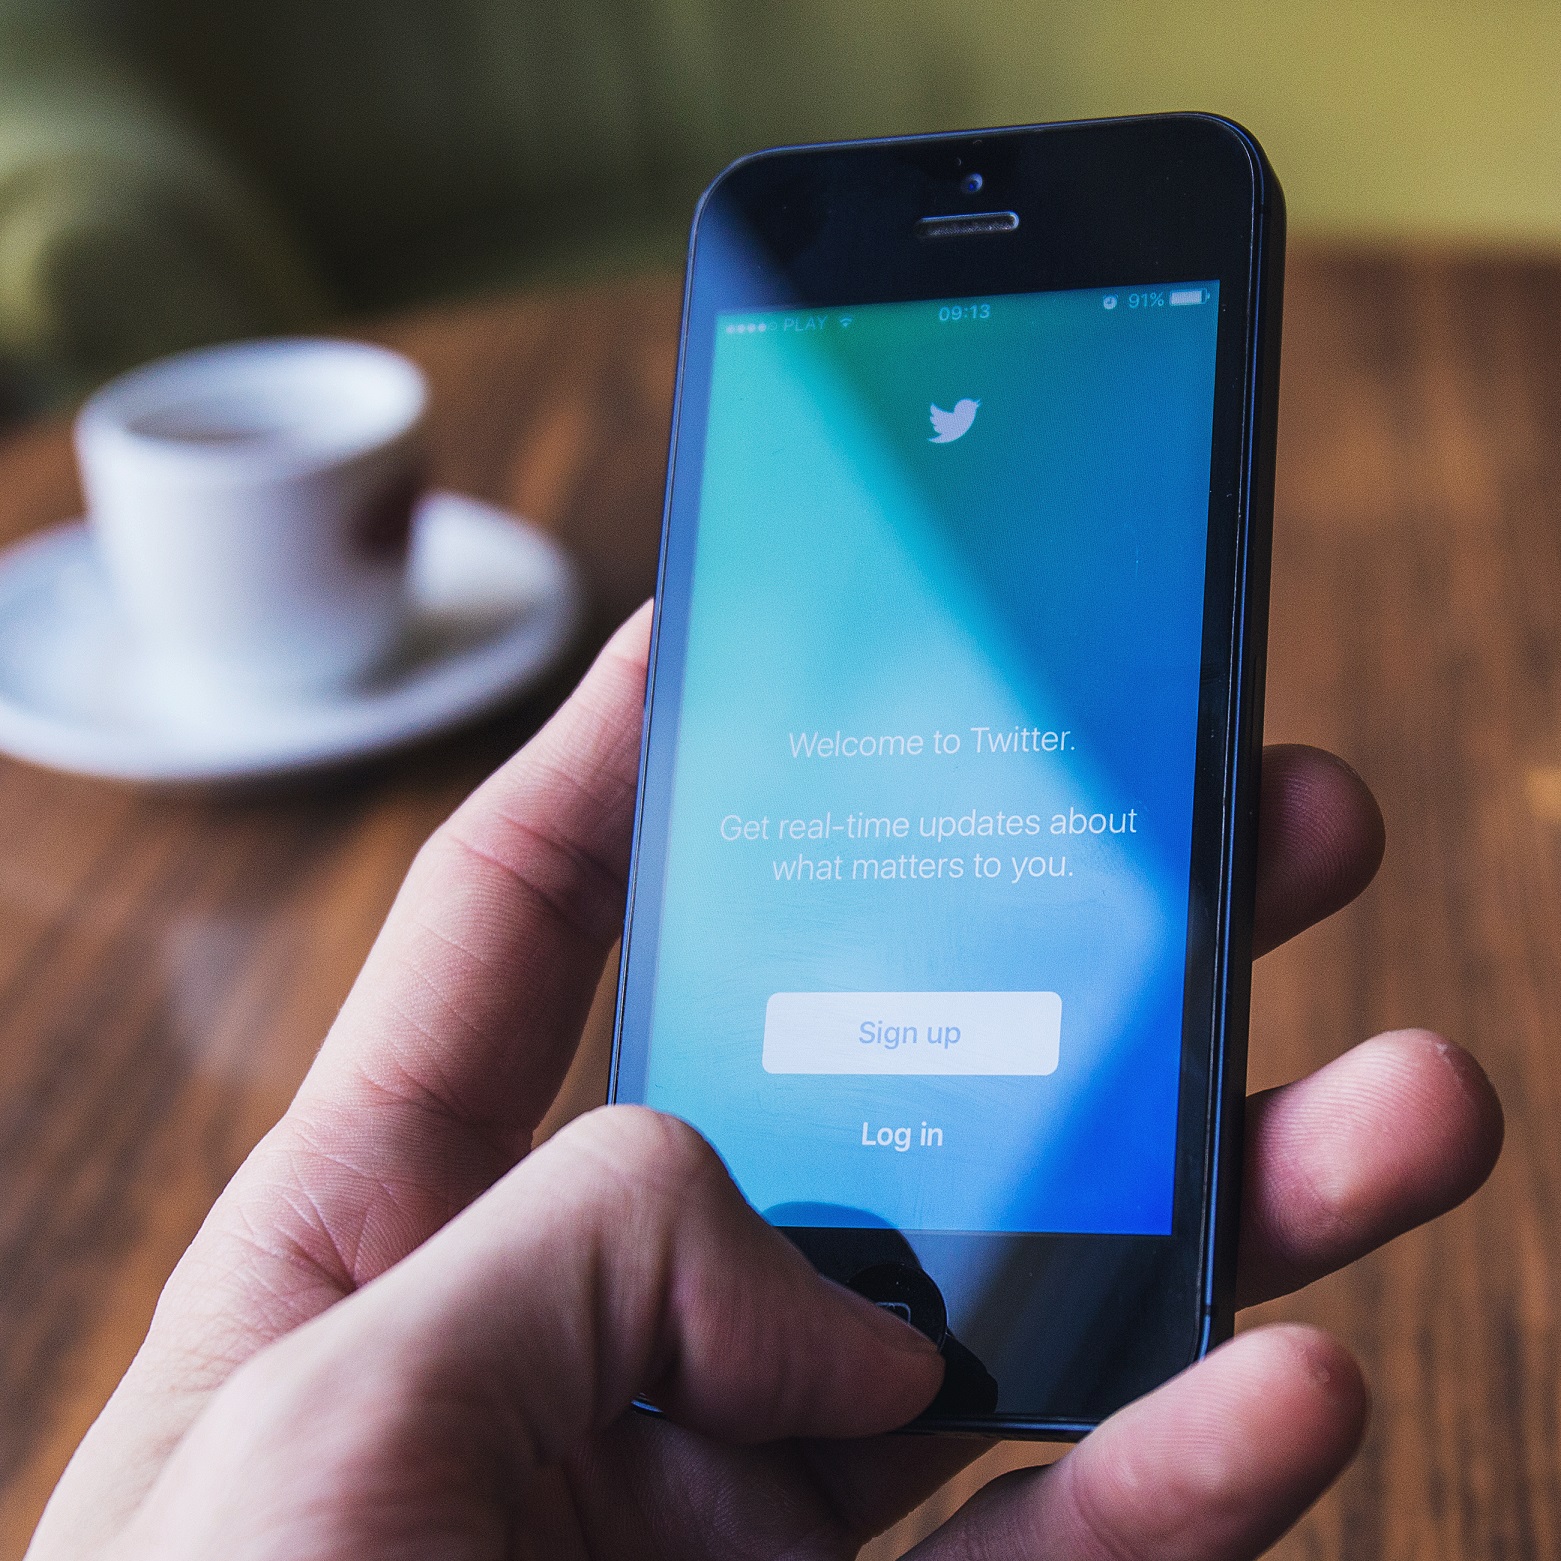 PLAY 09:13 91%
Welcome to Twitter.
Get real-time updates about
what matters to you.
Sign up
Log in